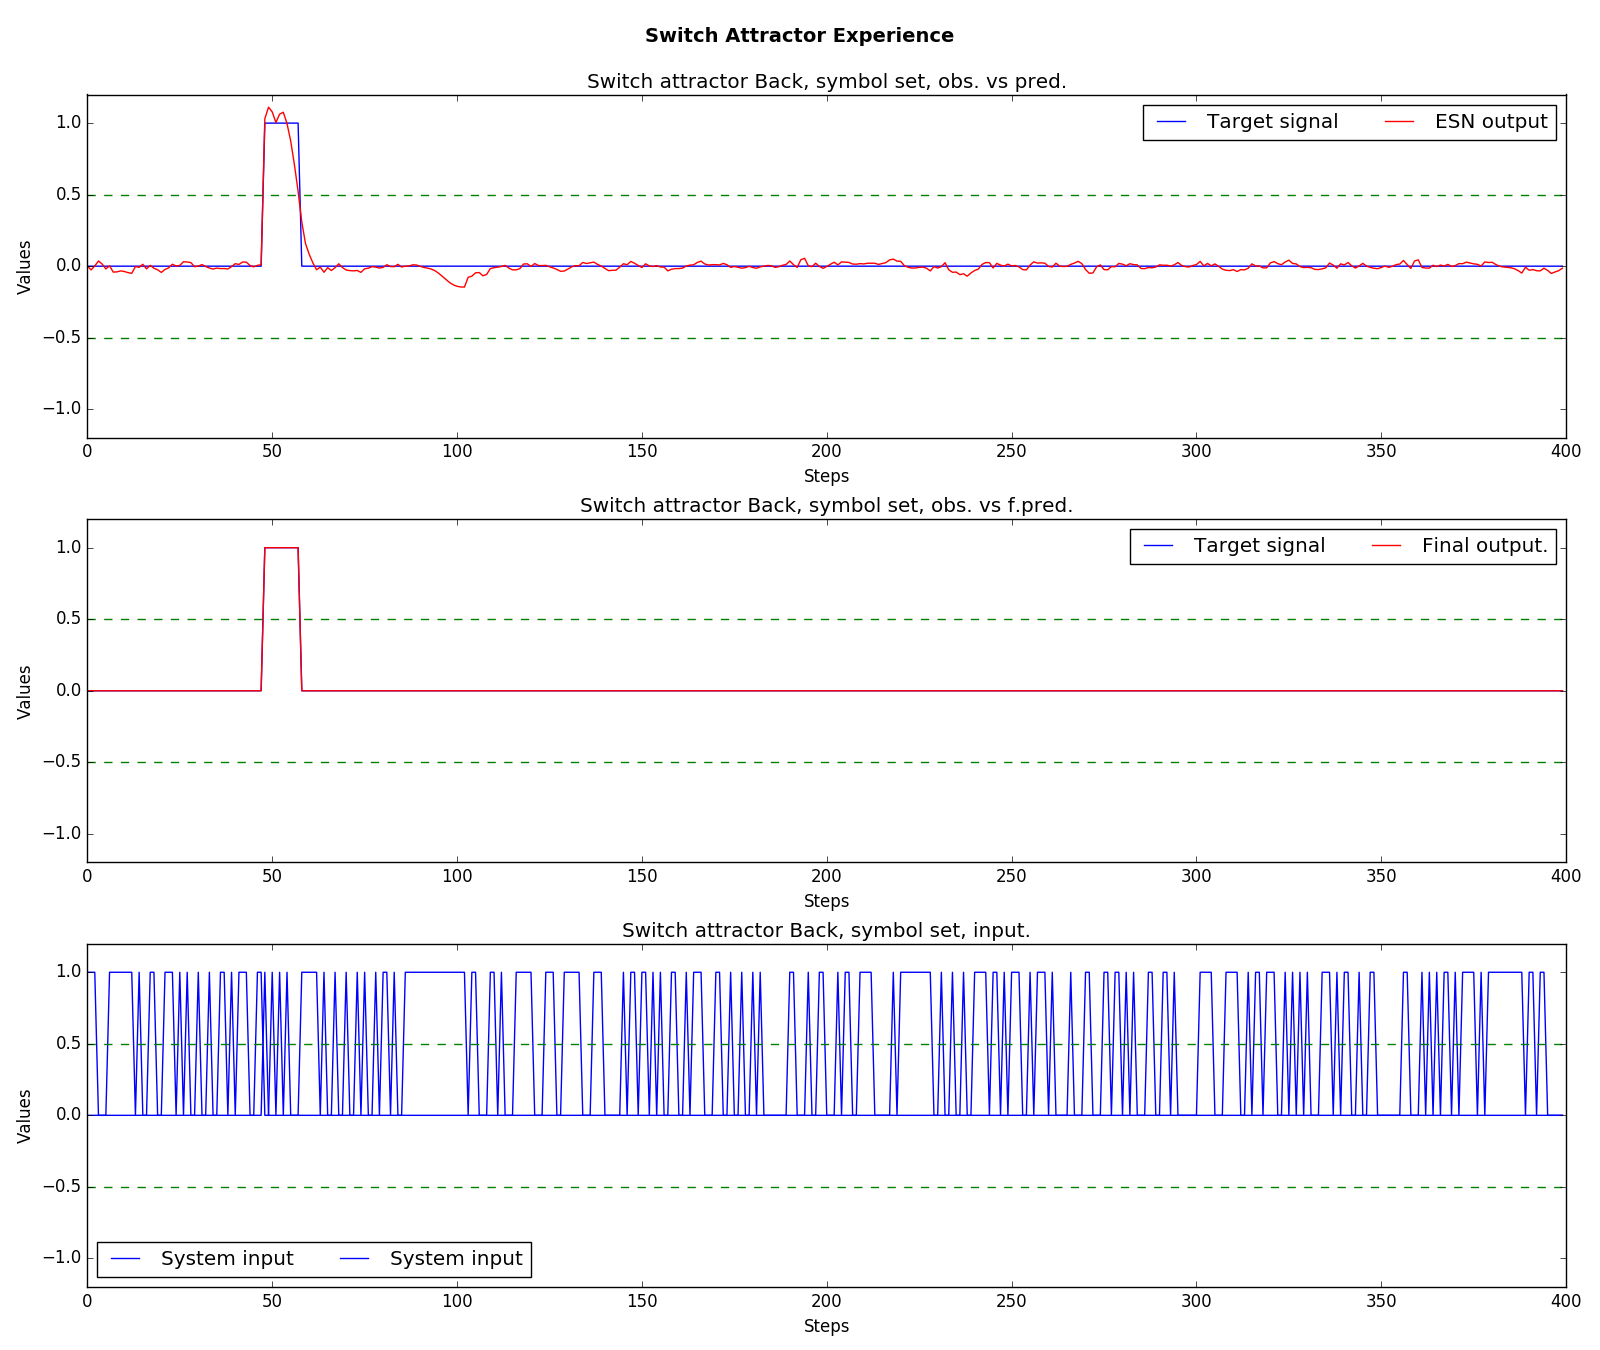 Switch Attractor Experience
Switch attractor Back, symbol set, obs. vs pred.
Target signal ESN output
1.0
0.5
0.0
−0.5
−1.0
Values
0 50 100 150 200 250 300 350 400
Steps
Switch attractor Back, symbol set, obs. vs f.pred.
Target signal Final output.
1.0
0.5
0.0
−0.5
−1.0
Values
0 50 100 150 200 250 300 350 400
Steps
Switch attractor Back, symbol set, input.
1.0
0.5
0.0
−0.5
−1.0
Values
System input System input
0 50 100 150 200 250 300 350 400
Steps